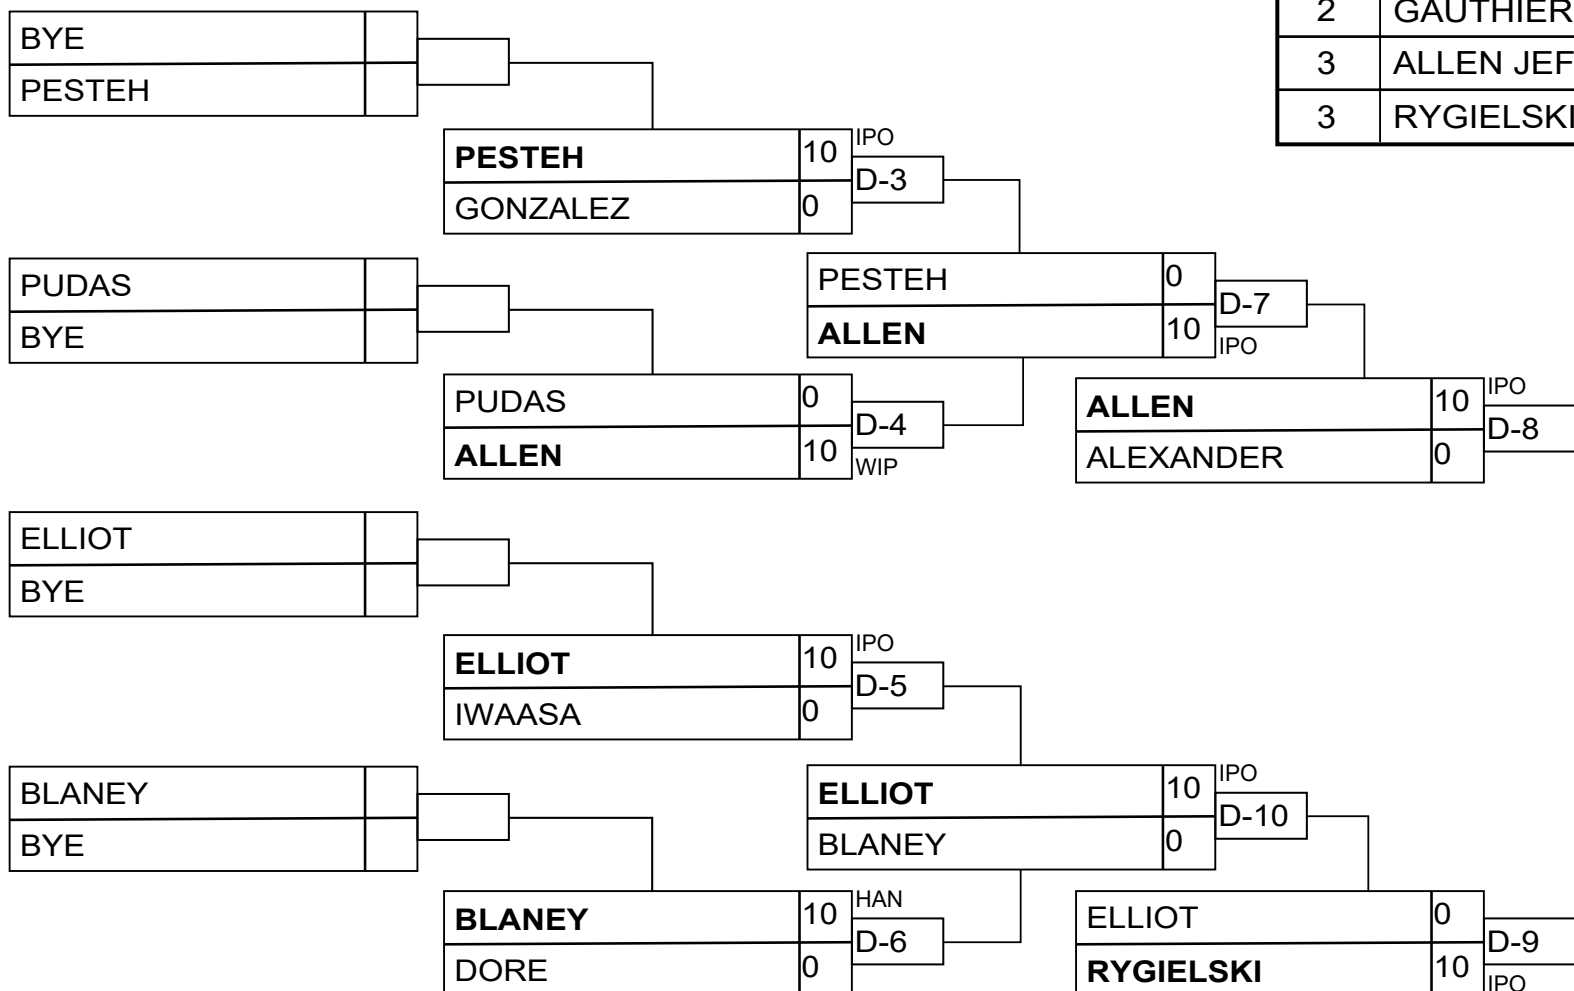 2 GAUTHIER
3 ALLEN JEF
3 RYGIELSKI
BYE
PESTEH
PESTEH 10 IPO
D-3
GONZALEZ 0
PUDAS
BYE
PESTEH 0
D-7
ALLEN 10 IPO
PUDAS 0
D-4
ALLEN 10 WIP
ALLEN 10 IPO
D-8
ALEXANDER 0
ELLIOT
BYE
ELLIOT 10 IPO
D-5
IWAASA 0
BLANEY
BYE
ELLIOT 10 IPO
D-10
BLANEY 0
BLANEY 10 HAN
D-6
DORE 0
ELLIOT 0
D-9
RYGIELSKI 10 IPO